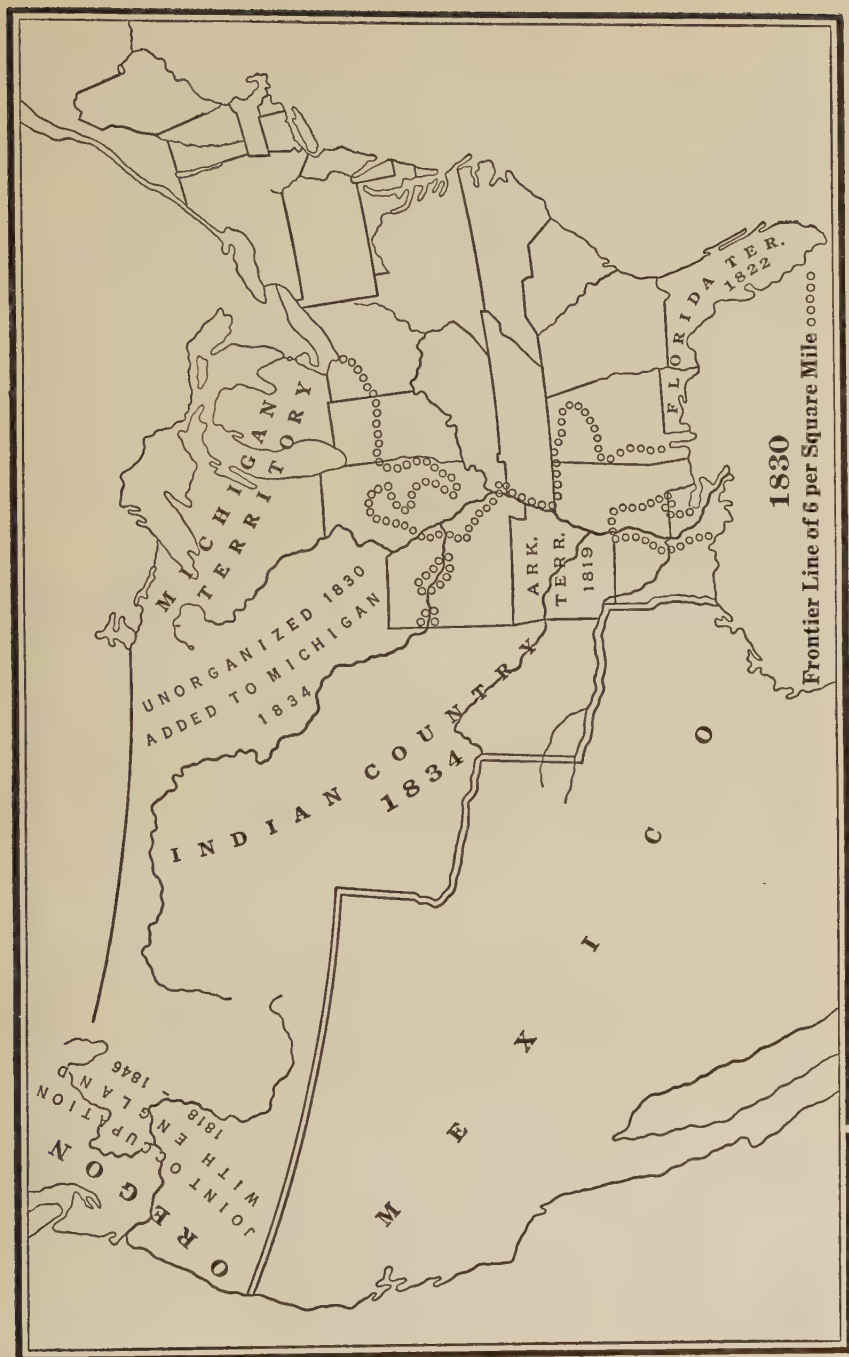 OREGON
JOINT OCCUPATION
WITH ENGLAND
1818 - 1846
MICHIGAN
TERRITORY
UNORGANIZED 1830
ADDED TO MICHIGAN
1834
INDIAN COUNTRY
1834
ARK.
TERR.
1819
MEXICO
FLORIDA TER.
1822
1830
Frontier Line of 6 per Square Mile